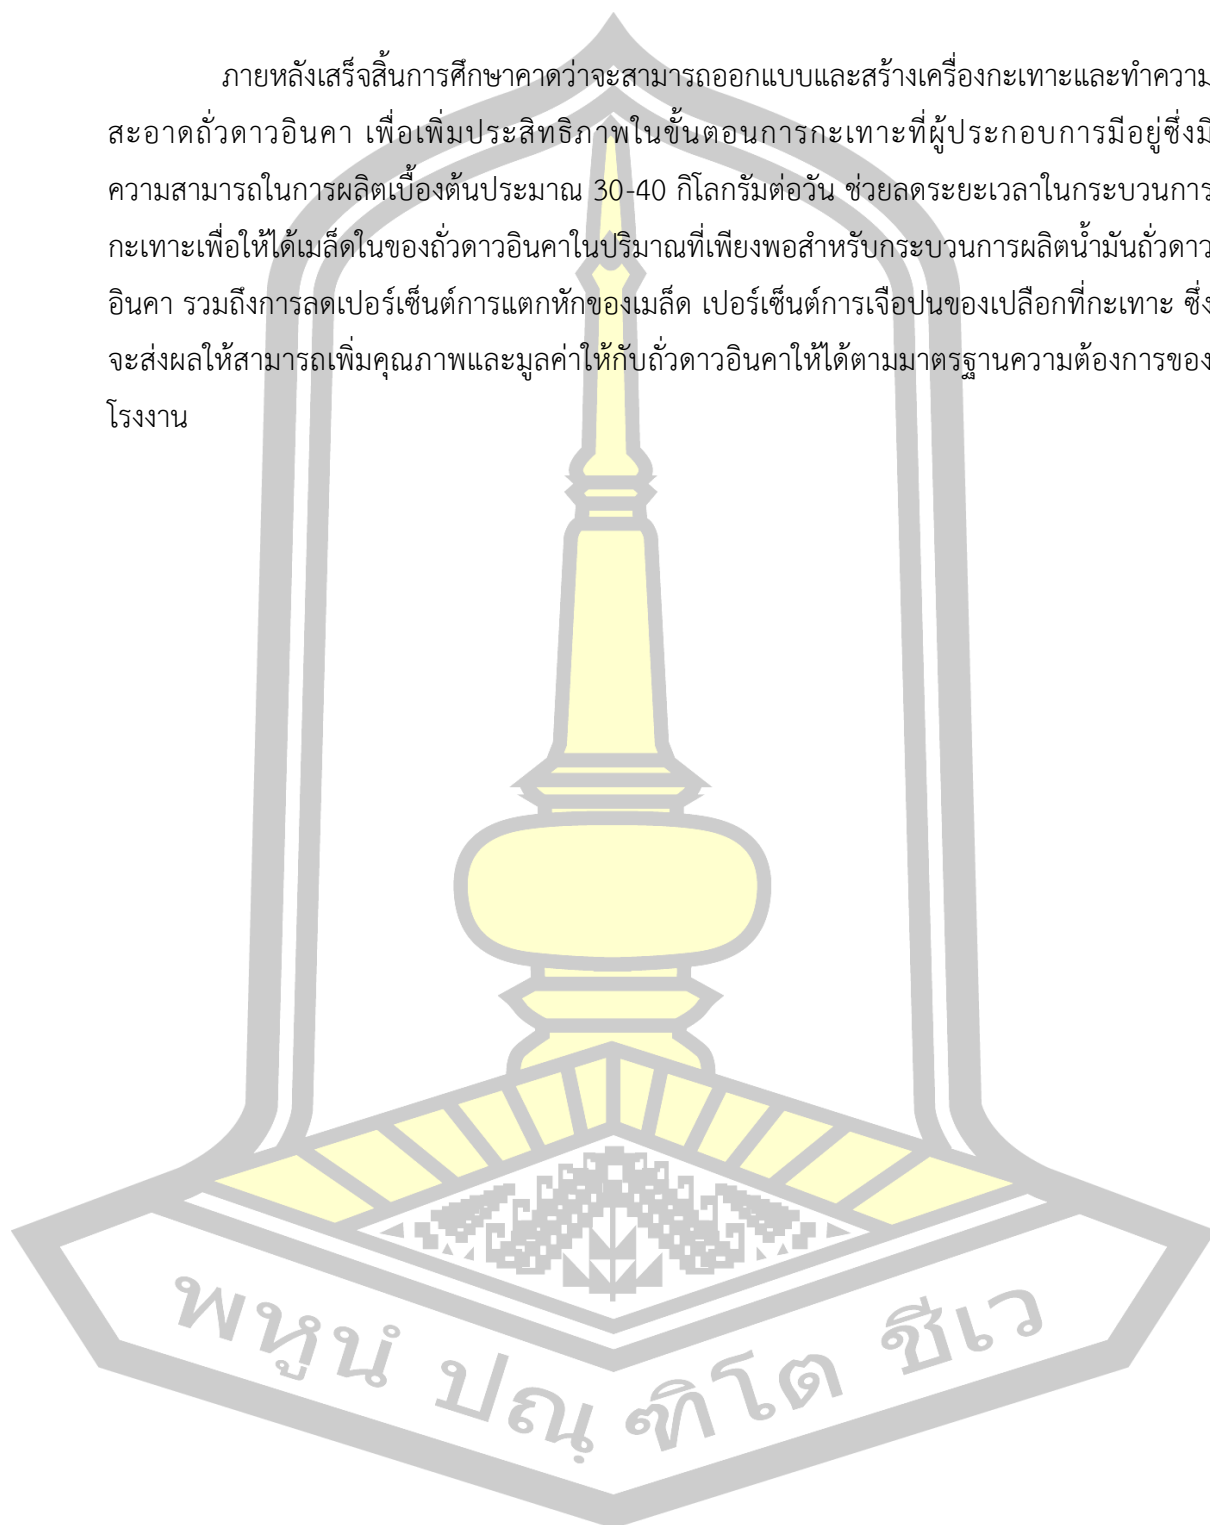 ภายหลังเสร็จสิ้นการศึกษาคาดว่าจะสามารถออกแบบและสร้างเครื่องกะเทาะและทำความ
สะอาดถั่วดาวอินคา เพื่อเพิ่มประสิทธิภาพในขั้นตอนการกะเทาะที่ผู้ประกอบการมีอยู่ซึ่งมี
ความสามารถในการผลิตเบื้องต้นประมาณ 30-40 กิโลกรัมต่อวัน ช่วยลดระยะเวลาในกระบวนการ
กะเทาะเพื่อให้ได้เมล็ดในของถั่วดาวอินคาในปริมาณที่เพียงพอสำหรับกระบวนการผลิตน้ำมันถั่วดาว
อินคา รวมถึงการลดเปอร์เซ็นต์การแตกหักของเมล็ด เปอร์เซ็นต์การเจือปนของเปลือกที่กะเทาะ ซึ่ง
จะส่งผลให้สามารถเพิ่มคุณภาพและมูลค่าให้กับถั่วดาวอินคาให้ได้ตามมาตรฐานความต้องการของ
โรงงาน
พหูนํ ปณฺ ฑิโต ชีเว